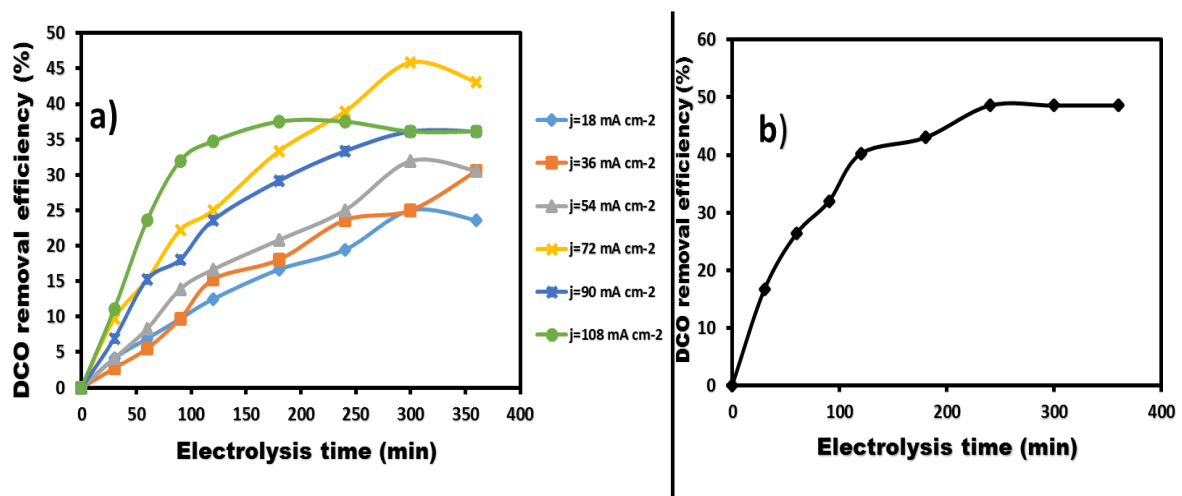 DCO removal efficiency (%)
50
45
40
35
30
25
20
15
10
5
0
a)
0 50 100 150 200 250 300 350 400
Electrolysis time (min)
j=18 mA cm-2
j=36 mA cm-2
j=54 mA cm-2
j=72 mA cm-2
j=90 mA cm-2
j=108 mA cm-2
DCO removal efficiency (%)
60
50
40
30
20
10
0
b)
0 100 200 300 400
Electrolysis time (min)